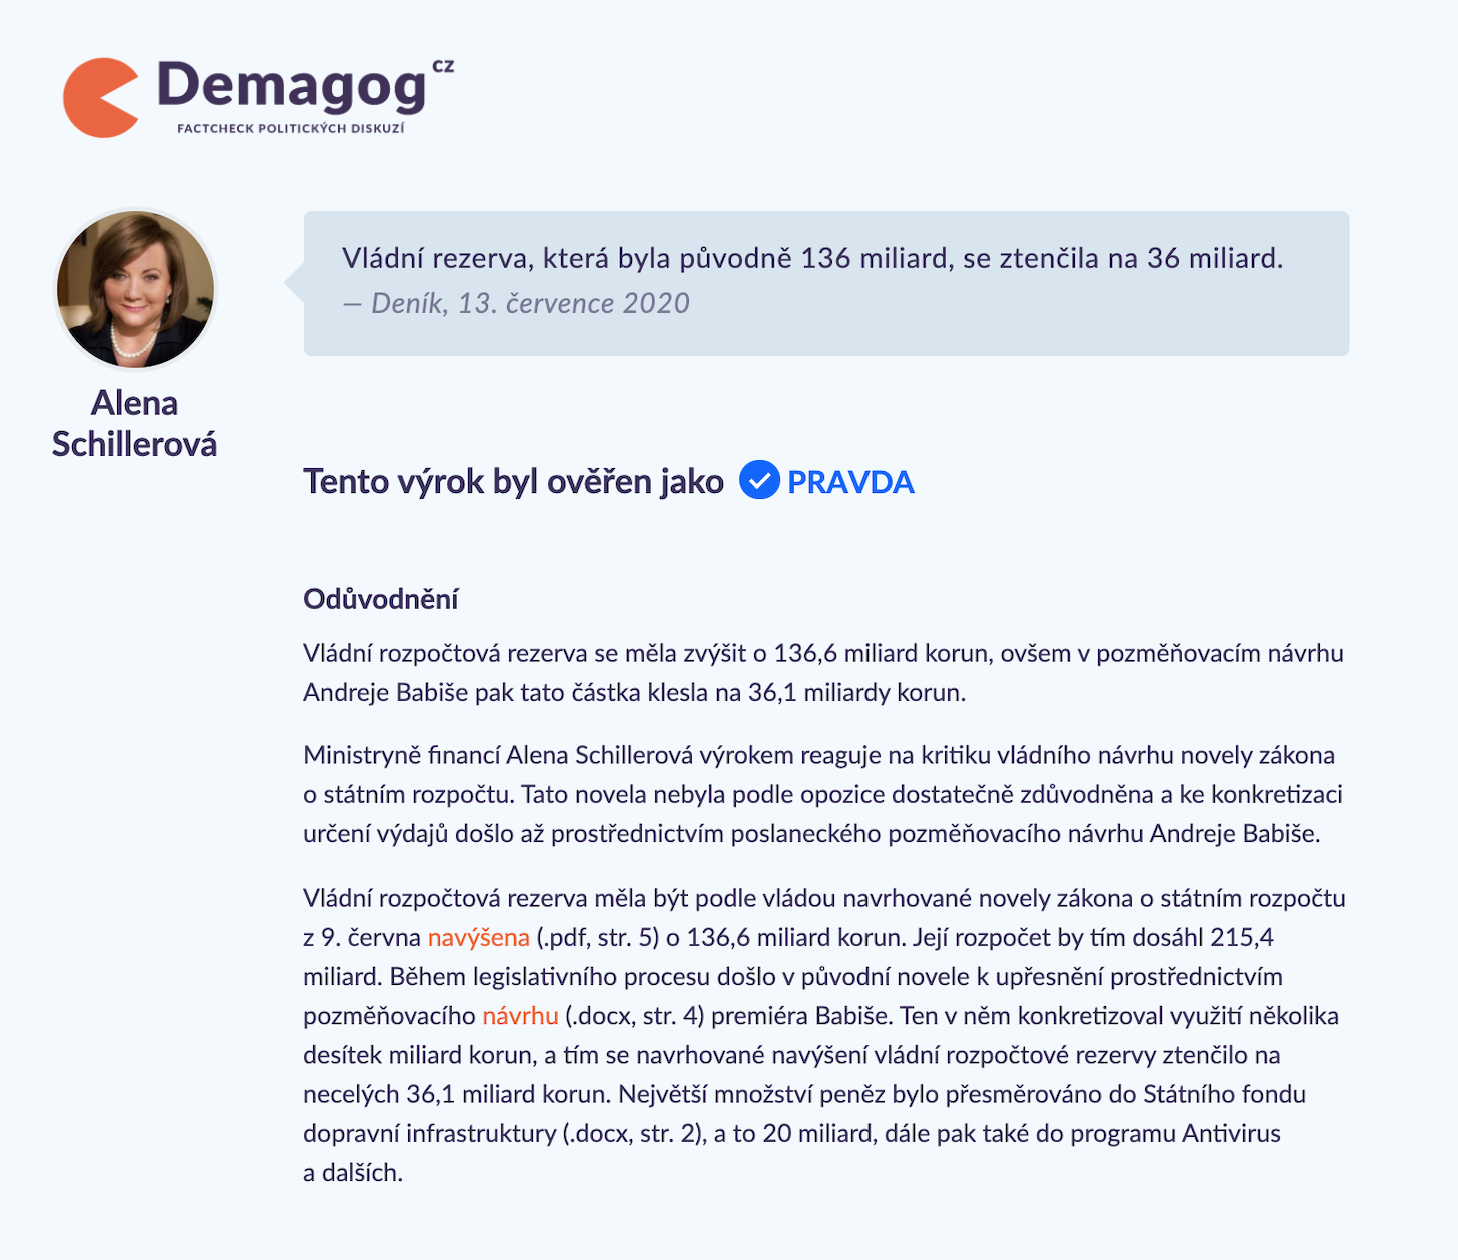 Demagog CZ
FACTCHECK POLITICKÝCH DISKUZÍ
Alena
Schillerová
Vládní rezerva, která byla původně 136 miliard, se ztenčila na 36 miliard.
— Deník, 13. července 2020
Tento výrok byl ověřen jako PRAVDA
Odůvodnění
Vládní rozpočtová rezerva se měla zvýšit o 136,6 miliard korun, ovšem v pozměňovacím návrhu
Andreje Babiše pak tato částka klesla na 36,1 miliardy korun.
Ministryně financí Alena Schillerová výrokem reaguje na kritiku vládního návrhu novely zákona
o státním rozpočtu. Tato novela nebyla podle opozice dostatečně zdůvodněna a ke konkretizaci
určení výdajů došlo až prostřednictvím poslaneckého pozměňovacího návrhu Andreje Babiše.
Vládní rozpočtová rezerva měla být podle vládou navrhované novely zákona o státním rozpočtu
z 9. června navýšena (.pdf, str. 5) o 136,6 miliard korun. Její rozpočet by tím dosáhl 215,4
miliard. Během legislativního procesu došlo v původní novele k upřesnění prostřednictvím
pozměňovacího návrhu (.docx, str. 4) premiéra Babiše. Ten v něm konkretizoval využití několika
desítek miliard korun, a tím se navrhované navýšení vládní rozpočtové rezervy ztenčilo na
necelých 36,1 miliard korun. Největší množství peněz bylo přesměrováno do Státního fondu
dopravní infrastruktury (.docx, str. 2), a to 20 miliard, dále pak také do programu Antivirus
a dalších.